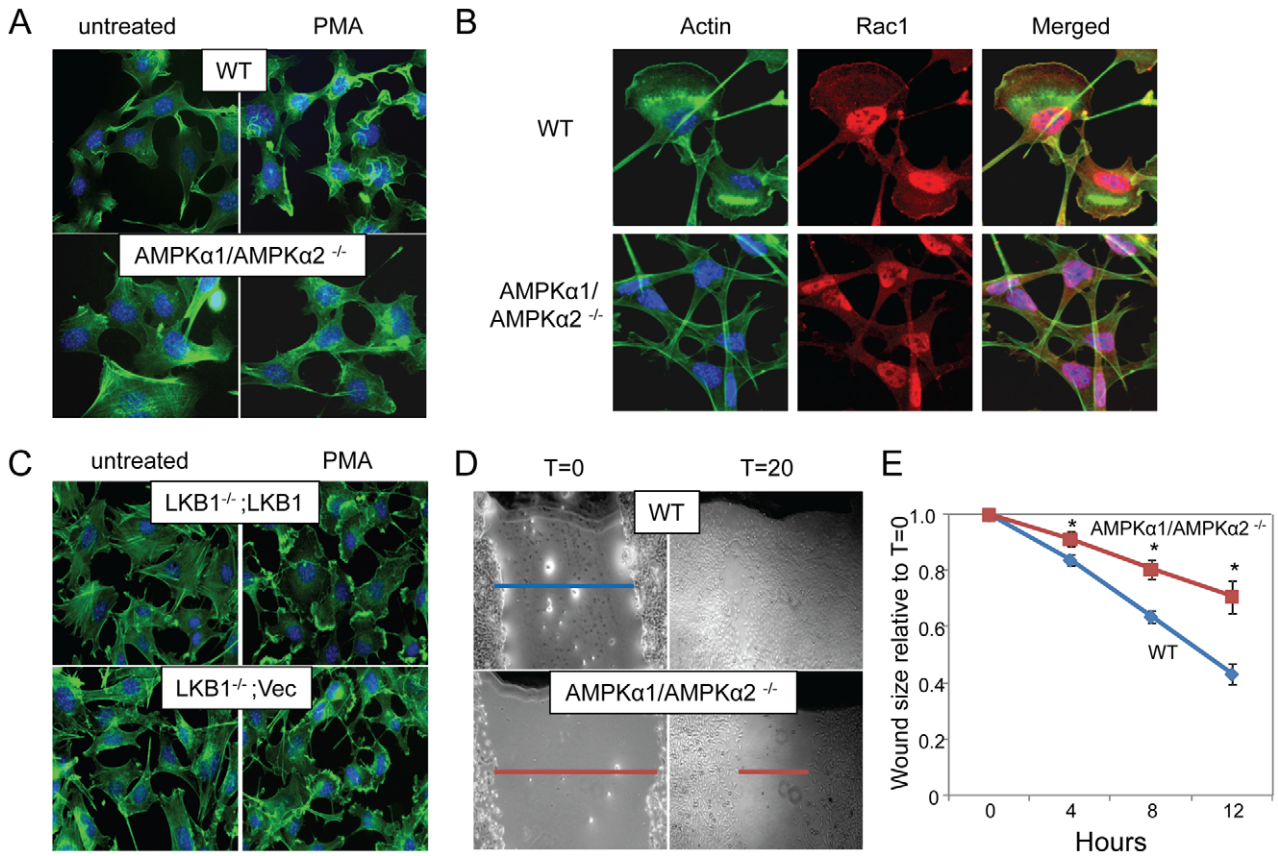 A
untreated
PMA
WT
AMPKα1/AMPKα2 -/-
B
Actin
Rac1
Merged
WT
AMPKα1/
AMPKα2 -/-
C
untreated
PMA
LKB1-/- ;LKB1
LKB1-/- ;Vec
D
T=0
T=20
WT
AMPKα1/AMPKα2 -/-
E
Wound size relative to T=0
1.0
0.8
0.6
0.4
0.2
0
*
*
*
AMPKα1/AMPKα2 -/-
WT
0
4
8
12
Hours